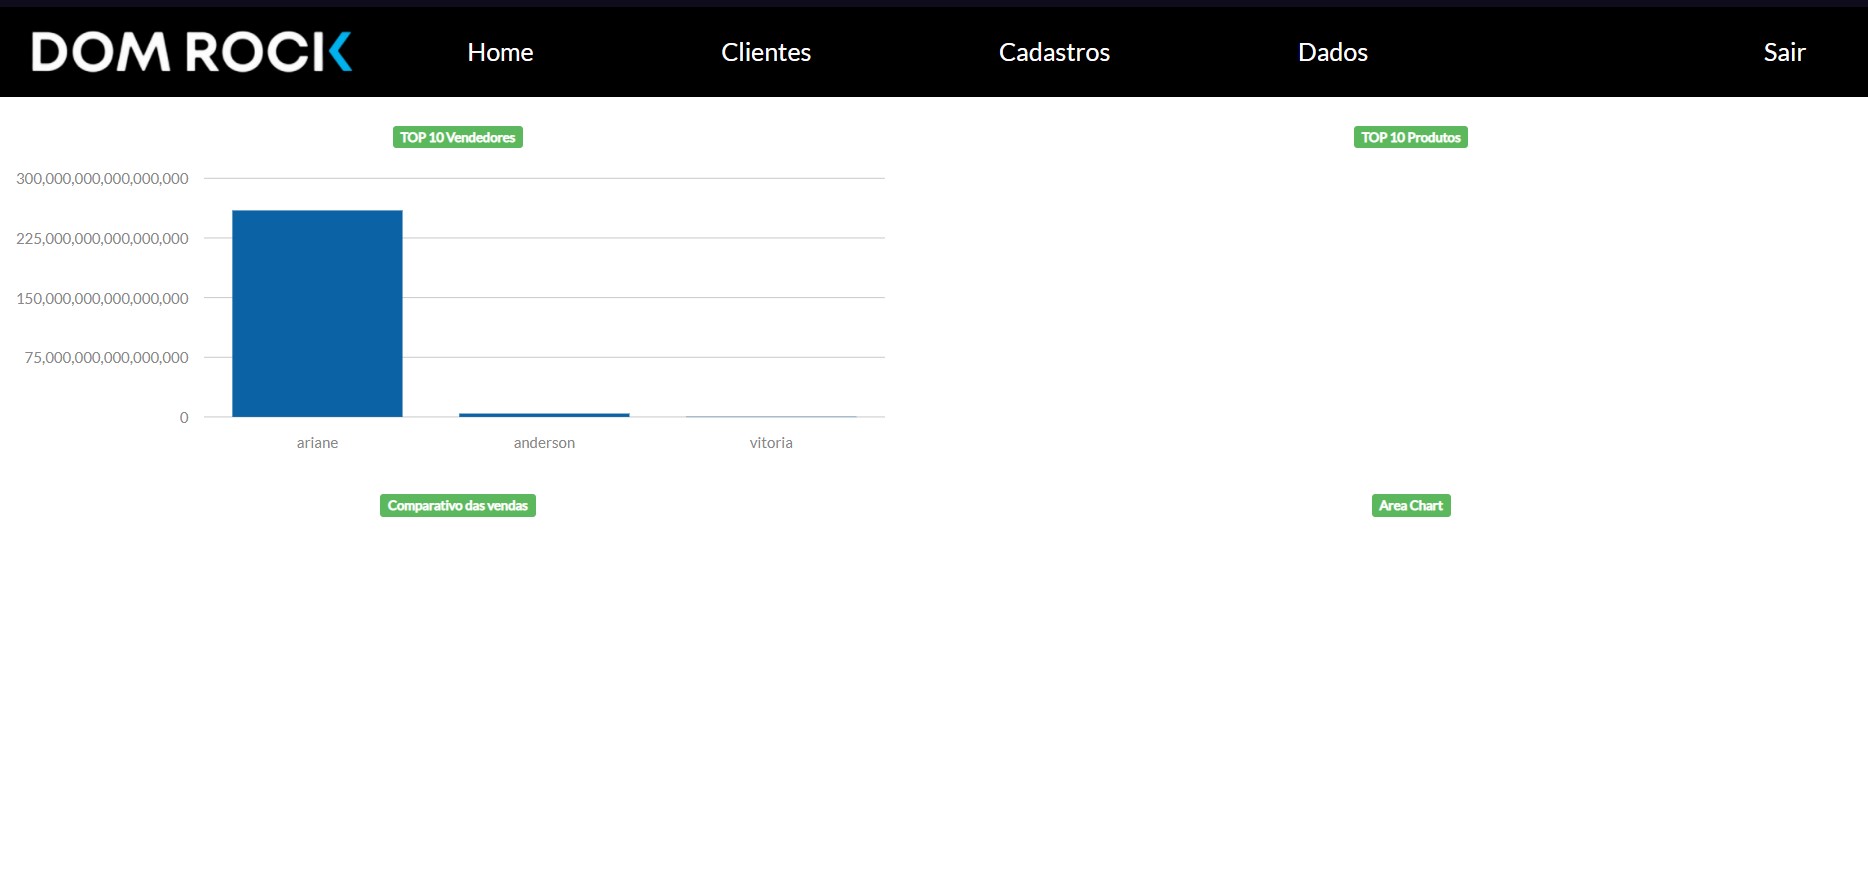 DOM ROCK Home Clientes Cadastros Dados Sair
TOP 10 Vendedores
300,000,000,000,000,000
225,000,000,000,000,000
150,000,000,000,000,000
75,000,000,000,000,000
0
ariane anderson vitoria
TOP 10 Produtos
Comparativo das vendas
Area Chart